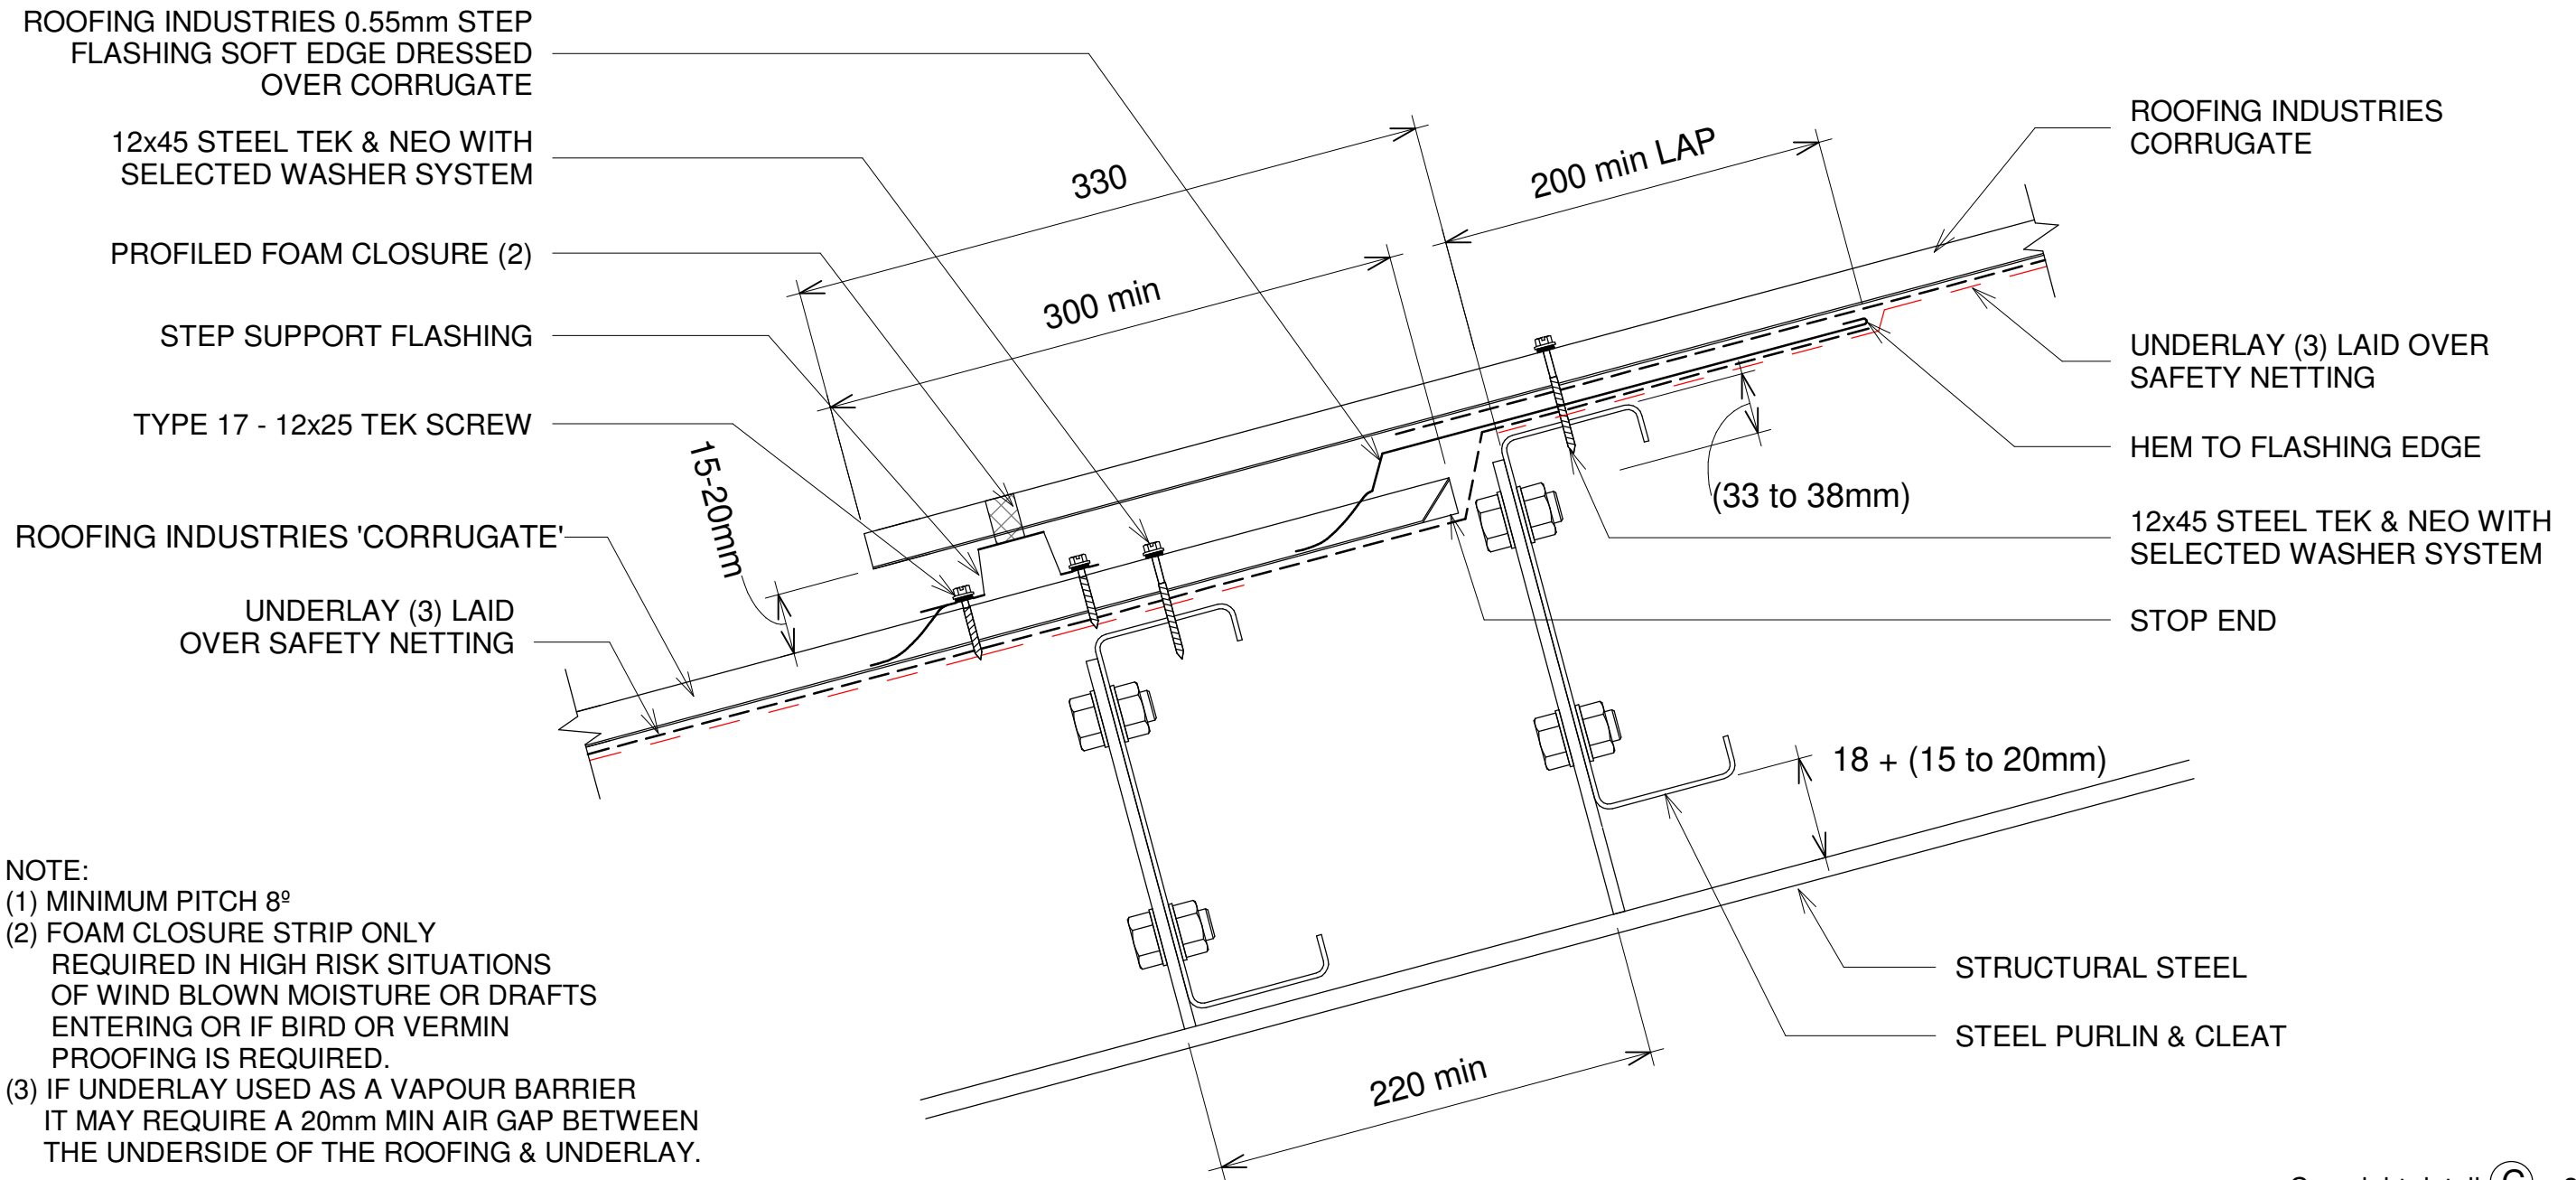 ROOFING INDUSTRIES 0.55mm STEP
FLASHING SOFT EDGE DRESSED
OVER CORRUGATE
12x45 STEEL TEK & NEO WITH
SELECTED WASHER SYSTEM
PROFILED FOAM CLOSURE (2)
STEP SUPPORT FLASHING
TYPE 17 - 12x25 TEK SCREW
ROOFING INDUSTRIES 'CORRUGATE'
UNDERLAY (3) LAID
OVER SAFETY NETTING
15-20mm
330
300 min
200 min LAP
ROOFING INDUSTRIES
CORRUGATE
UNDERLAY (3) LAID OVER
SAFETY NETTING
HEM TO FLASHING EDGE
(33 to 38mm)
12x45 STEEL TEK & NEO WITH
SELECTED WASHER SYSTEM
STOP END
18 + (15 to 20mm)
STRUCTURAL STEEL
STEEL PURLIN & CLEAT
220 min
NOTE:
(1) MINIMUM PITCH 8º
(2) FOAM CLOSURE STRIP ONLY
REQUIRED IN HIGH RISK SITUATIONS
OF WIND BLOWN MOISTURE OR DRAFTS
ENTERING OR IF BIRD OR VERMIN
PROOFING IS REQUIRED.
(3) IF UNDERLAY USED AS A VAPOUR BARRIER
IT MAY REQUIRE A 20mm MIN AIR GAP BETWEEN
THE UNDERSIDE OF THE ROOFING & UNDERLAY.